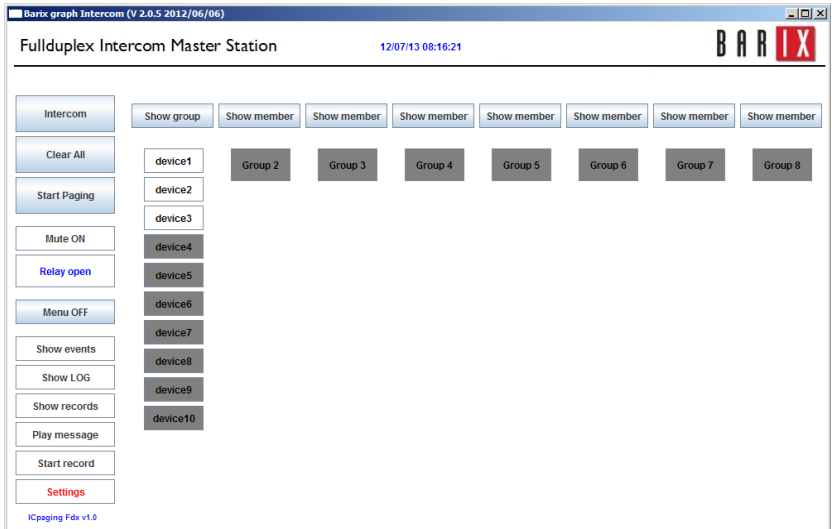 Barix graph Intercom (V 2.0.5 2012/06/06)
Fullduplex Intercom Master Station
12/07/13 08:16:21
BARIX
Intercom
Show group Show member Show member Show member Show member Show member Show member Show member
Clear All
device1 Group 2 Group 3 Group 4 Group 5 Group 6 Group 7 Group 8
Start Paging
device2
device3
Mute ON
device4
Relay open
device5
device6
Menu OFF
device7
Show events
device8
Show LOG
device9
Show records
device10
Play message
Start record
Settings
ICpaging Fdx v1.0